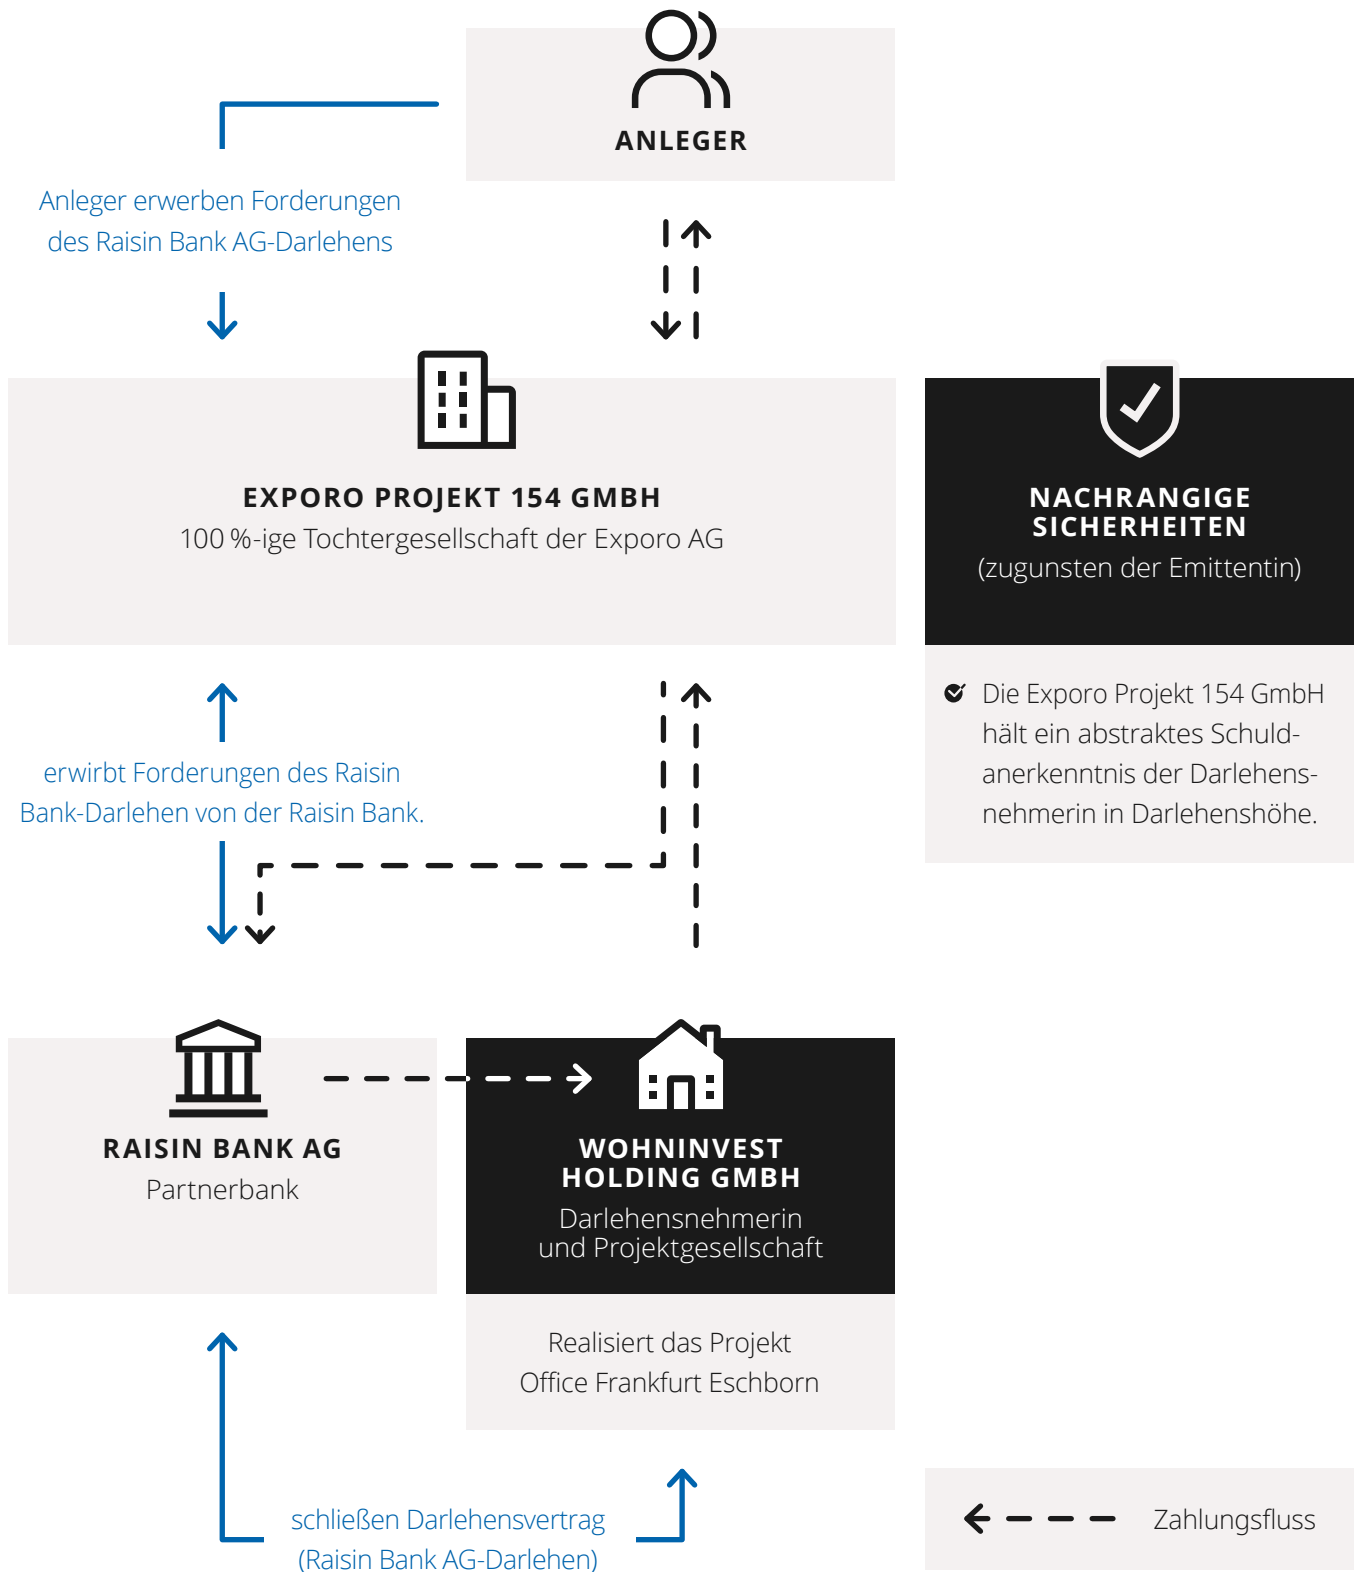 ANLEGER
Anleger erwerben Forderungen
des Raisin Bank AG-Darlehens
EXPORO PROJEKT 154 GMBH
100 %-ige Tochtergesellschaft der Exporo AG
NACHRANGIGE
SICHERHEITEN
(zugunsten der Emittentin)
Die Exporo Projekt 154 GmbH
hält ein abstraktes Schuld-
anerkenntnis der Darlehens-
nehmerin in Darlehenshöhe.
erwirbt Forderungen des Raisin
Bank-Darlehen von der Raisin Bank.
RAISIN BANK AG
Partnerbank
WOHNINVEST
HOLDING GMBH
Darlehensnehmerin
und Projektgesellschaft
Realisiert das Projekt
Office Frankfurt Eschborn
schließen Darlehensvertrag
(Raisin Bank AG-Darlehen)
Zahlungsfluss